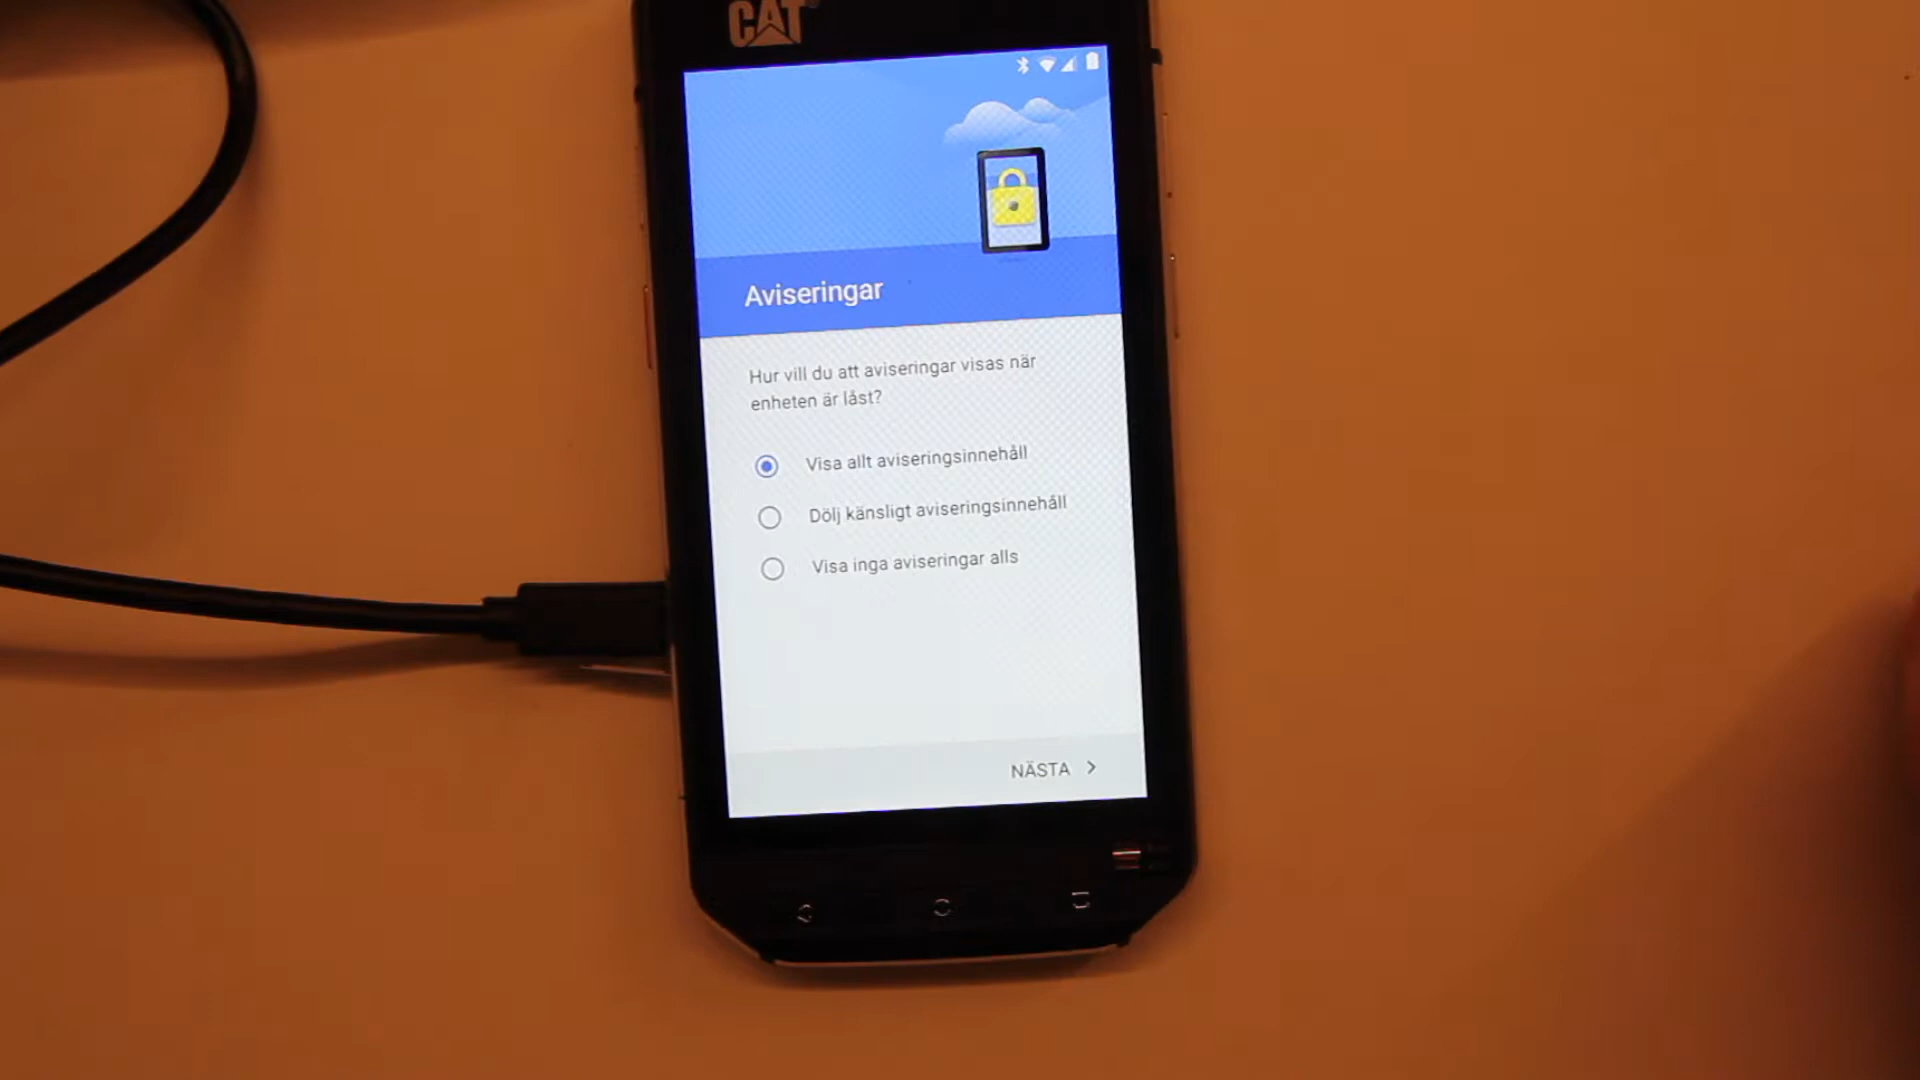 CAT
Aviseringar
Hur vill du att aviseringar visas när
enheten är låst?
Visa allt aviseringsinnehåll
Dölj känsligt aviseringsinnehåll
Visa inga aviseringar alls
NÄSTA